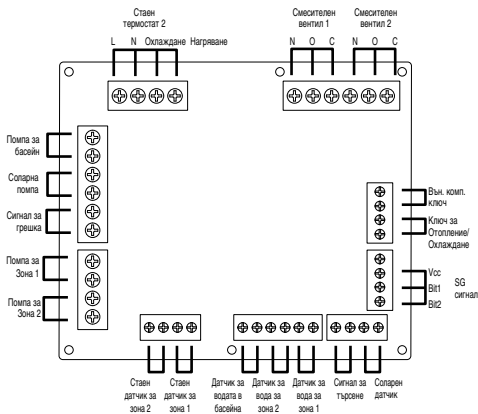 Стаен
термостат 2
L N Охлаждане Нагряване
Смесителен
вентил 1
N O C
Смесителен
вентил 2
N O C
Помпа за
басейн
Соларна
помпа
Сигнал за
грешка
Помпа за
Зона 1
Помпа за
Зона 2
Вън. комп.
ключ
Ключ за
Отопление/
Охлаждане
Vcc
Bit1
Bit2
SG
сигнал
Стаен
датчик за
зона 2
Стаен
датчик за
зона 1
Датчик за
водата в
басейна
Датчик за
вода за
зона 2
Датчик за
вода за
зона 1
Сигнал за
търсене
Соларен
датчик